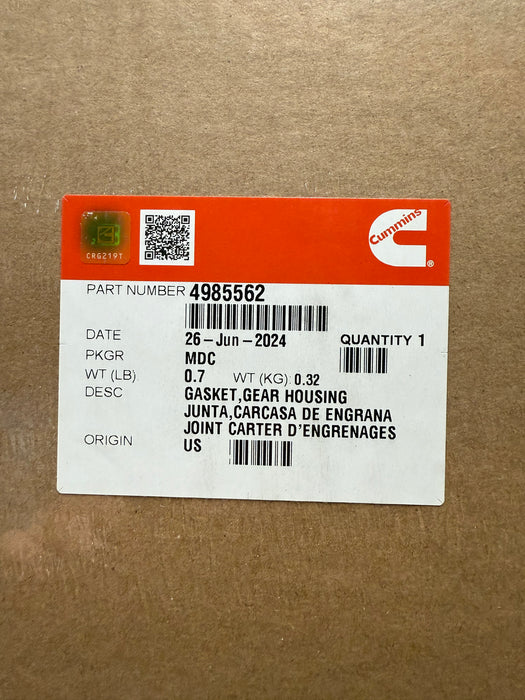 Cummins
®
CRG219T
PART NUMBER 4985562
DATE 26-Jun-2024 QUANTITY 1
PKGR MDC
WT (LB) 0.7 WT (KG): 0.32
DESC GASKET,GEAR HOUSING
JUNTA,CARCASA DE ENGRANA
JOINT CARTER D'ENGRENAGES
ORIGIN US